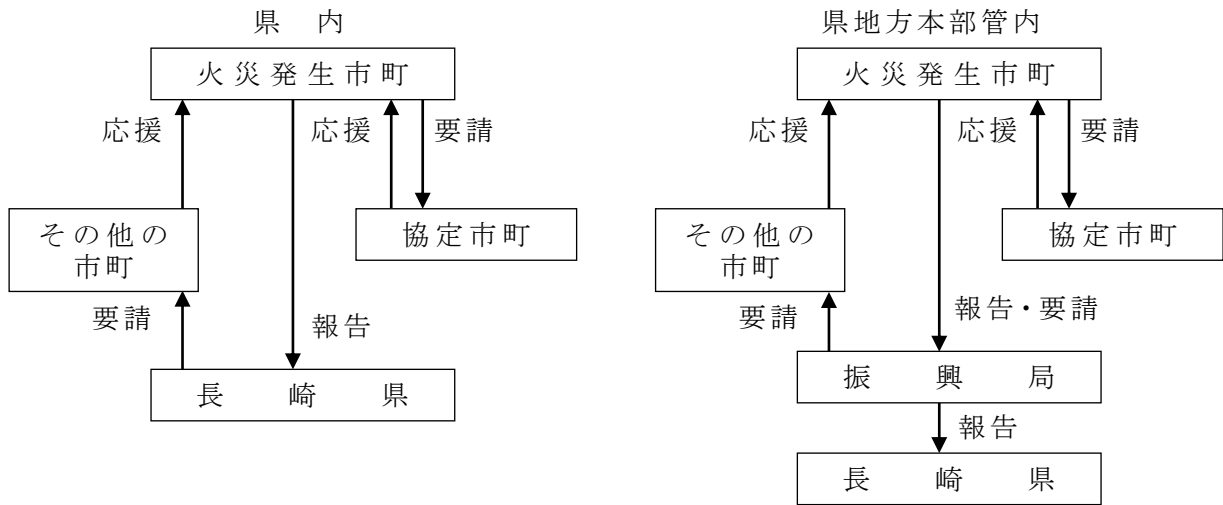 県　内
火災発生市町
応援
応援
要請
その他の
市町
協定市町
要請
報告
長　崎　県
県地方本部管内
火災発生市町
応援
応援
要請
その他の
市町
協定市町
要請
報告・要請
振　興　局
報告
長　崎　県